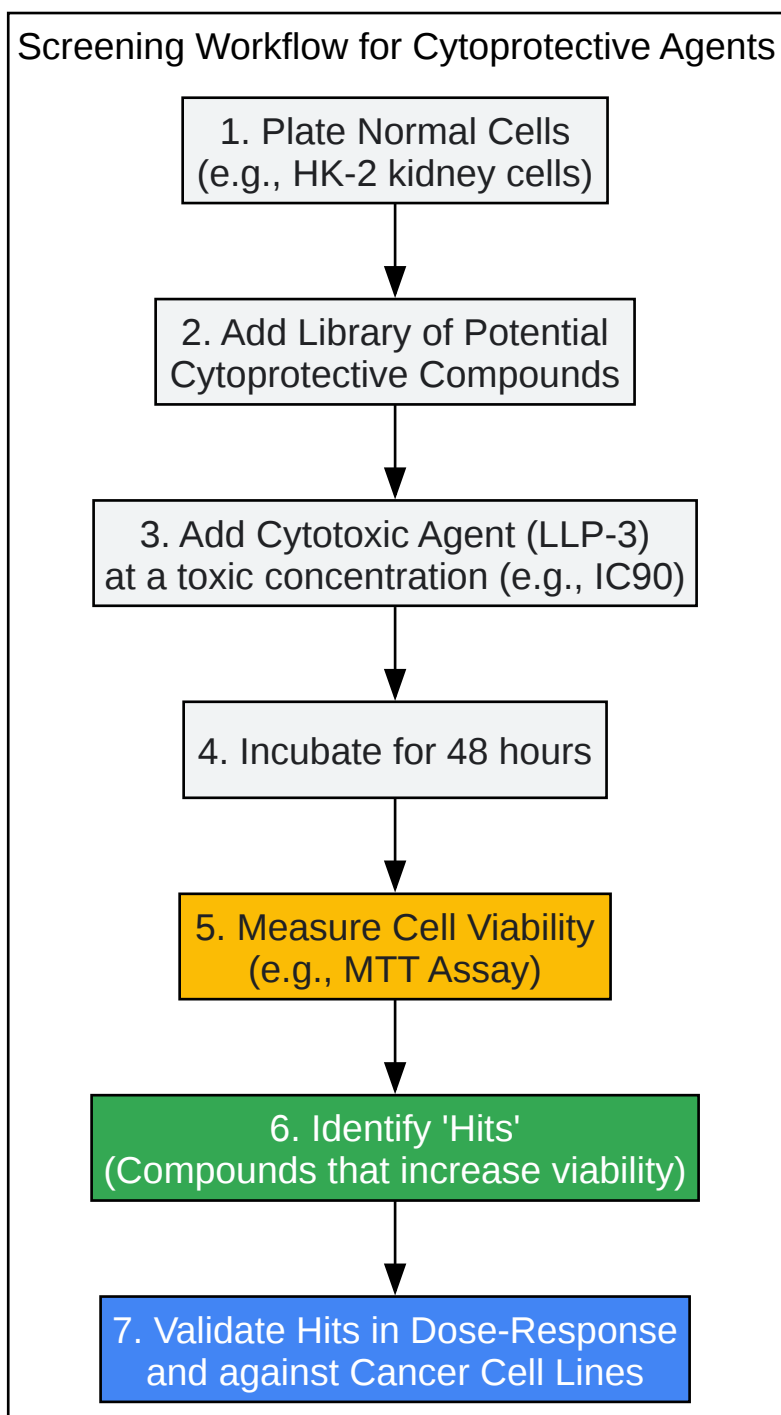 Screening Workflow for Cytoprotective Agents
1. Plate Normal Cells
(e.g., HK-2 kidney cells)
2. Add Library of Potential
Cytoprotective Compounds
3. Add Cytotoxic Agent (LLP-3)
at a toxic concentration (e.g., IC90)
4. Incubate for 48 hours
5. Measure Cell Viability
(e.g., MTT Assay)
6. Identify 'Hits'
(Compounds that increase viability)
7. Validate Hits in Dose-Response
and against Cancer Cell Lines